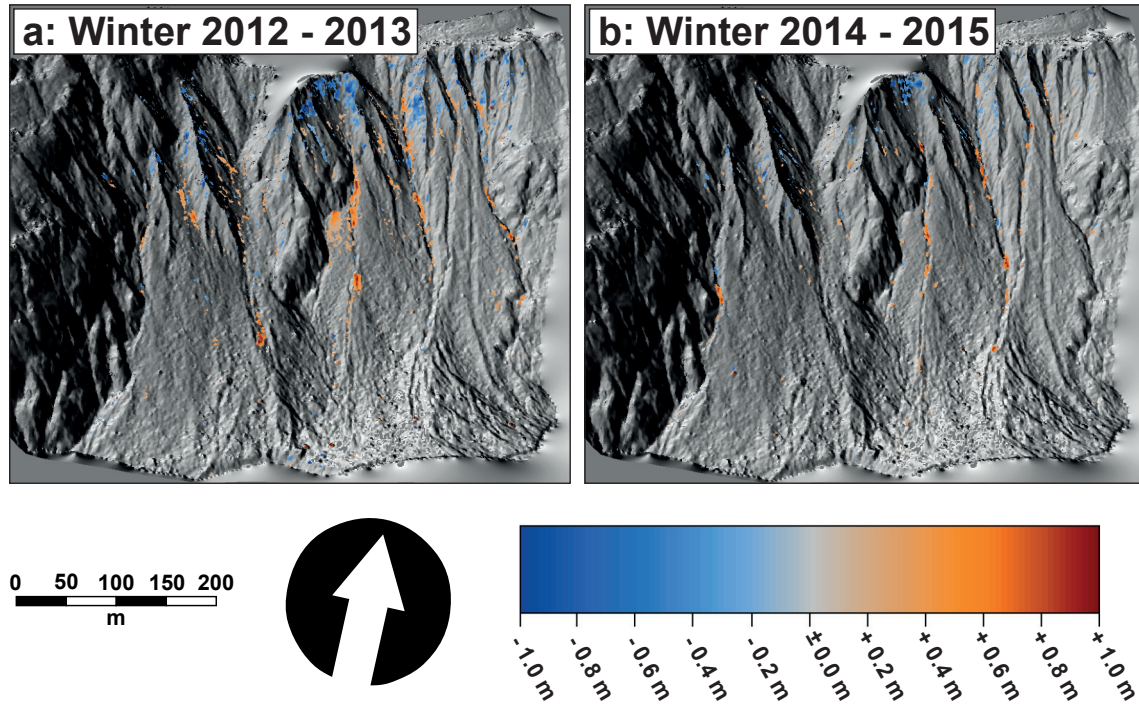 a: Winter 2012 - 2013
b: Winter 2014 - 2015
0 50 100 150 200
m
-1.0 m
-0.8 m
-0.6 m
-0.4 m
-0.2 m
±0.0 m
+0.2 m
+0.4 m
+0.6 m
+0.8 m
+1.0 m